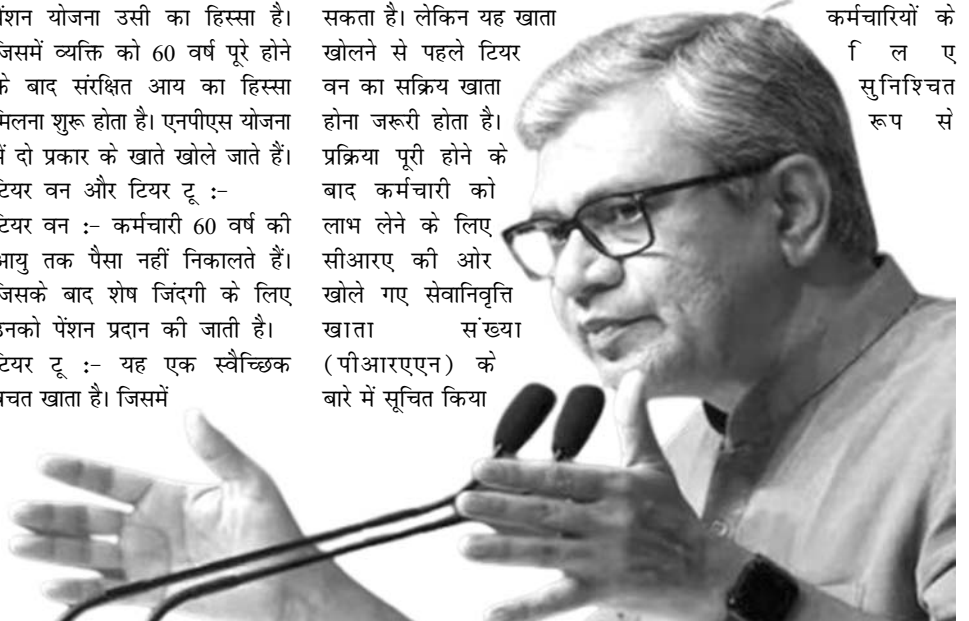 पेंशन योजना उसी का हिस्सा है।
जिसमें व्यक्ति को 60 वर्ष पूरे होने
के बाद संरक्षित आय का हिस्सा
मिलना शुरू होता है। एनपीएस योजना
में दो प्रकार के खाते खोले जाते हैं।
टियर वन और टियर टू :-
टियर वन :- कर्मचारी 60 वर्ष की
आयु तक पैसा नहीं निकालते हैं।
जिसके बाद शेष जिंदगी के लिए
उनको पेंशन प्रदान की जाती है।
टियर टू :- यह एक स्वैच्छिक
बचत खाता है। जिसमें
सकता है। लेकिन यह खाता
खोलने से पहले टियर
वन का सक्रिय खाता
होना जरूरी होता है।
प्रक्रिया पूरी होने के
बाद कर्मचारी को
लाभ लेने के लिए
सीआरए की ओर
खोले गए सेवानिवृत्ति
खाता संख्या
(पीआरएएन) के
बारे में सूचित किया
कर्मचारियों के
लिए
सुनिश्चित
रूप से